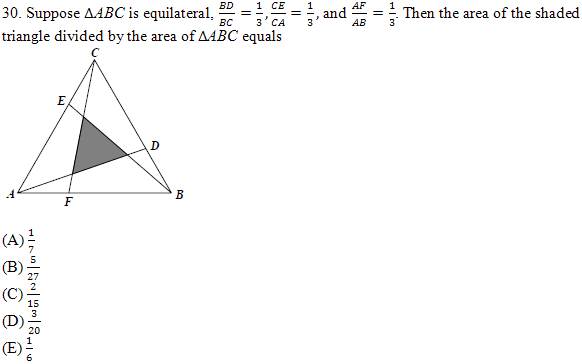 30. Suppose ΔABC is equilateral, BD/BC = 1/3, CE/CA = 1/3, and AF/AB = 1/3. Then the area of the shaded
triangle divided by the area of ΔABC equals
C
E
D
A
F
B
(A) 1/7
(B) 5/27
(C) 2/15
(D) 3/20
(E) 1/6